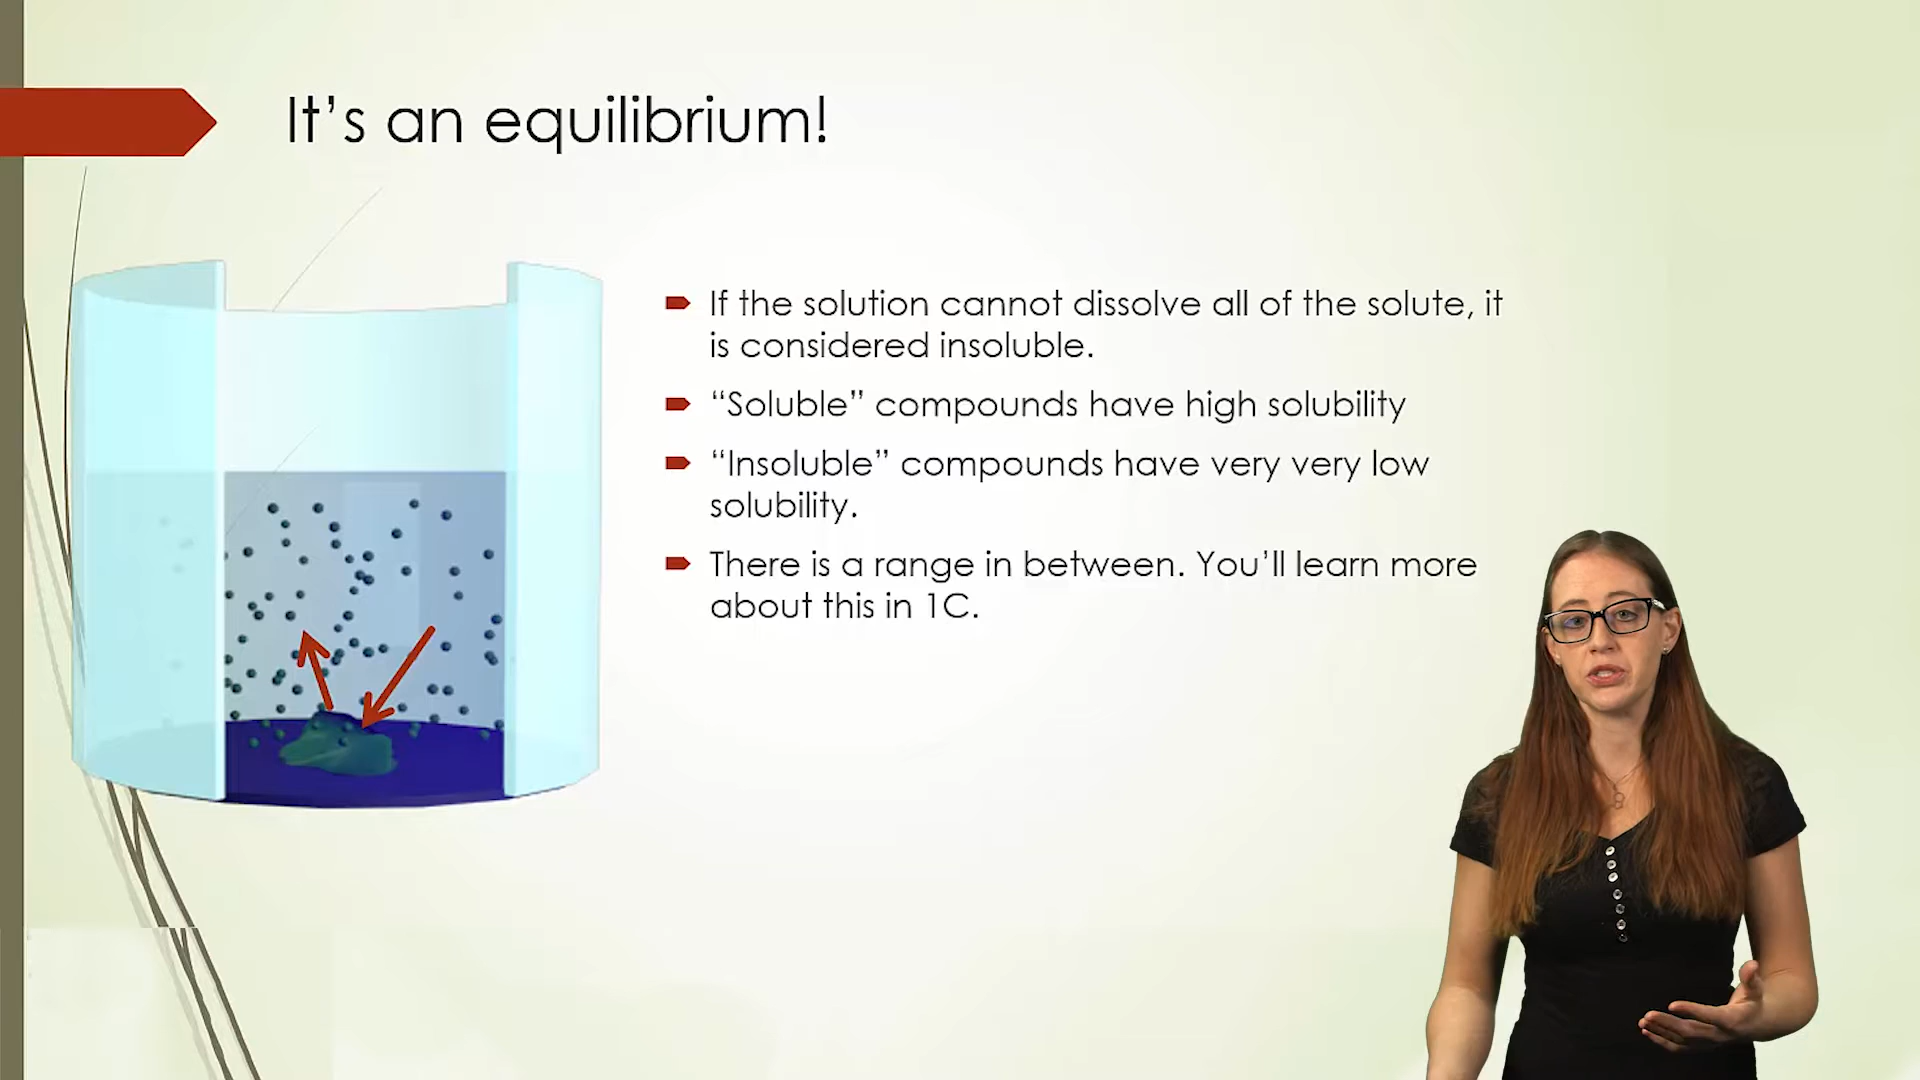 It’s an equilibrium!
If the solution cannot dissolve all of the solute, it
is considered insoluble.
“Soluble” compounds have high solubility
“Insoluble” compounds have very very low
solubility.
There is a range in between. You’ll learn more
about this in 1C.